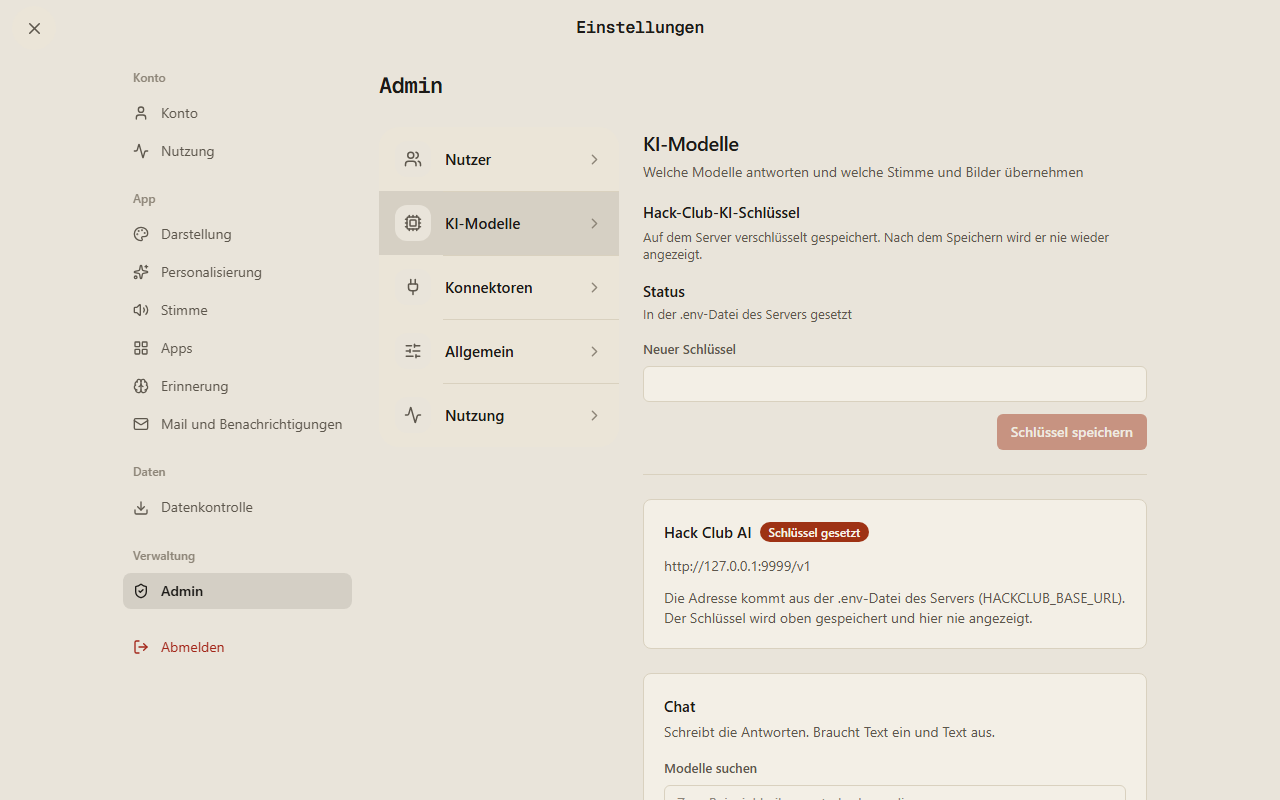 Einstellungen
Konto
Konto
Nutzung
App
Darstellung
Personalisierung
Stimme
Apps
Erinnerung
Mail und Benachrichtigungen
Daten
Datenkontrolle
Verwaltung
Admin
Abmelden
Admin
Nutzer
KI-Modelle
Konnektoren
Allgemein
Nutzung
KI-Modelle
Welche Modelle antworten und welche Stimme und Bilder übernehmen
Hack-Club-KI-Schlüssel
Auf dem Server verschlüsselt gespeichert. Nach dem Speichern wird er nie wieder
angezeigt.
Status
In der .env-Datei des Servers gesetzt
Neuer Schlüssel
Schlüssel speichern
Hack Club AI Schlüssel gesetzt
http://127.0.0.1:9999/v1
Die Adresse kommt aus der .env-Datei des Servers (HACKCLUB_BASE_URL).
Der Schlüssel wird oben gespeichert und hier nie angezeigt.
Chat
Schreibt die Antworten. Braucht Text ein und Text aus.
Modelle suchen